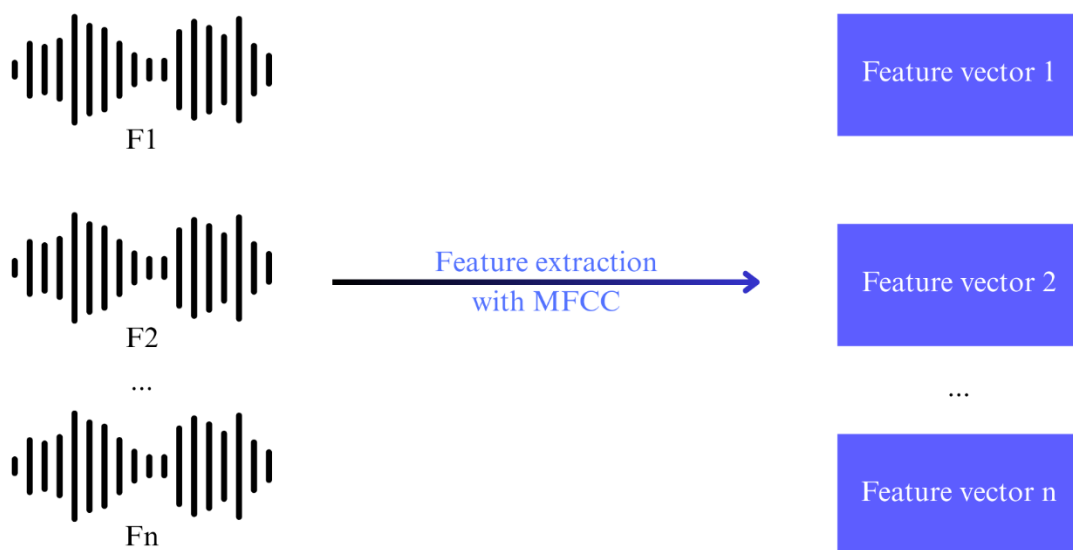 Feature vector 1
F1
Feature extraction
with MFCC
Feature vector 2
F2
...
...
Feature vector n
Fn